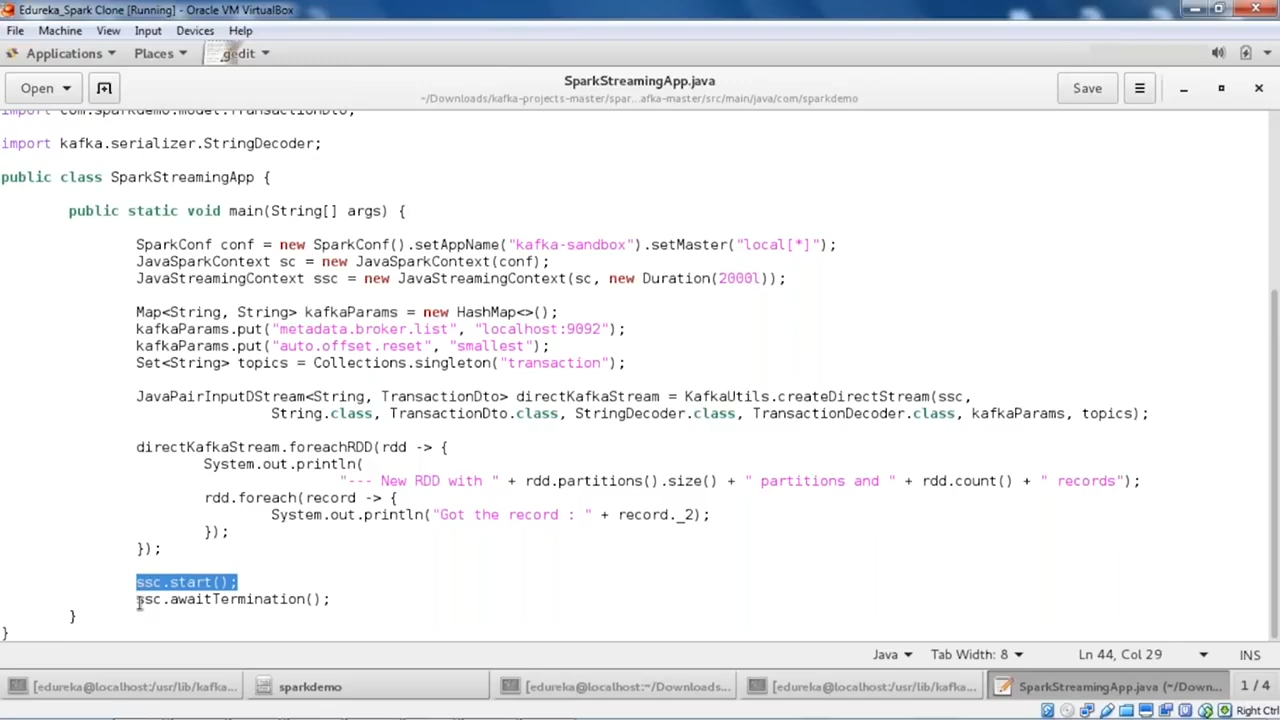 Edureka_Spark Clone [Running] - Oracle VM VirtualBox
File Machine View Input Devices Help
Applications Places gedit
Open SparkStreamingApp.java Save
~/Downloads/kafka-projects-master/spar...afka-master/src/main/java/com/sparkdemo
import com.sparkdemo.model.TransactionDto;
import kafka.serializer.StringDecoder;
public class SparkStreamingApp {
public static void main(String[] args) {
SparkConf conf = new SparkConf().setAppName("kafka-sandbox").setMaster("local[*]");
JavaSparkContext sc = new JavaSparkContext(conf);
JavaStreamingContext ssc = new JavaStreamingContext(sc, new Duration(2000l));
Map<String, String> kafkaParams = new HashMap<>();
kafkaParams.put("metadata.broker.list", "localhost:9092");
kafkaParams.put("auto.offset.reset", "smallest");
Set<String> topics = Collections.singleton("transaction");
JavaPairInputDStream<String, TransactionDto> directKafkaStream = KafkaUtils.createDirectStream(ssc,
String.class, TransactionDto.class, StringDecoder.class, TransactionDecoder.class, kafkaParams, topics);
directKafkaStream.foreachRDD(rdd -> {
System.out.println(
"--- New RDD with " + rdd.partitions().size() + " partitions and " + rdd.count() + " records");
rdd.foreach(record -> {
System.out.println("Got the record : " + record._2);
});
});
ssc.start();
ssc.awaitTermination();
}
}
Java Tab Width: 8 Ln 44, Col 29 INS
[edureka@localhost:/usr/lib/kafka... sparkdemo [edureka@localhost:~/Downloads... [edureka@localhost:/usr/lib/kafka... SparkStreamingApp.java (~/Down... 1 / 4
Right Ctrl